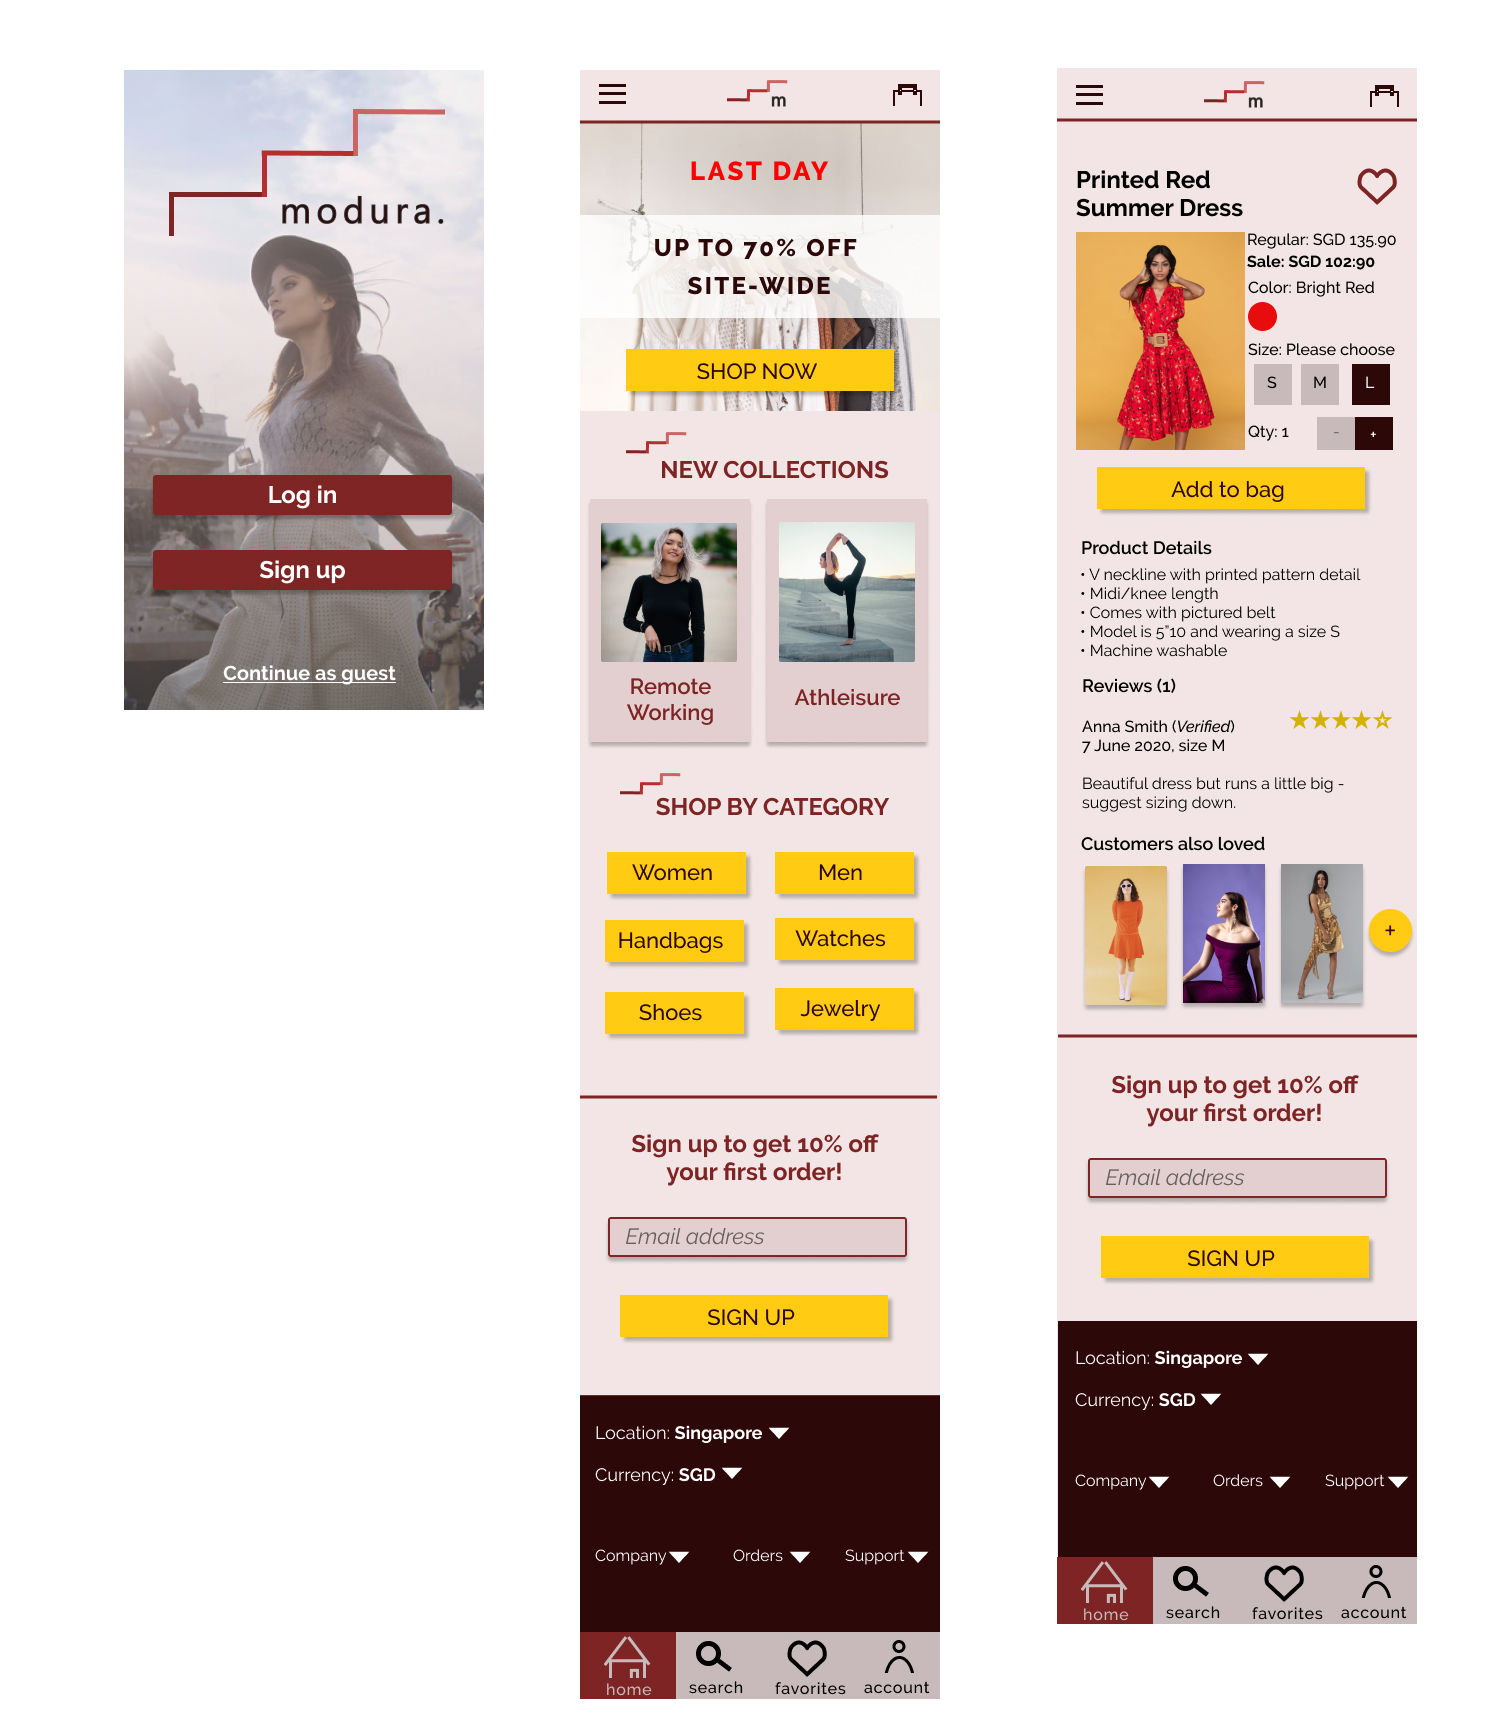 modura.
Log in
Sign up
Continue as guest
m
LAST DAY
UP TO 70% OFF
SITE-WIDE
SHOP NOW
NEW COLLECTIONS
Remote
Working
Athleisure
SHOP BY CATEGORY
Women
Men
Handbags
Watches
Shoes
Jewelry
Sign up to get 10% off
your first order!
Email address
SIGN UP
Location: Singapore
Currency: SGD
Company
Orders
Support
home
search
favorites
account
m
Printed Red
Summer Dress
Regular: SGD 135.90
Sale: SGD 102:90
Color: Bright Red
Size: Please choose
S
M
L
Qty: 1
-
+
Add to bag
Product Details
• V neckline with printed pattern detail
• Midi/knee length
• Comes with pictured belt
• Model is 5"10 and wearing a size S
• Machine washable
Reviews (1)
Anna Smith (Verified)
7 June 2020, size M
Beautiful dress but runs a little big -
suggest sizing down.
Customers also loved
+
Sign up to get 10% off
your first order!
Email address
SIGN UP
Location: Singapore
Currency: SGD
Company
Orders
Support
home
search
favorites
account